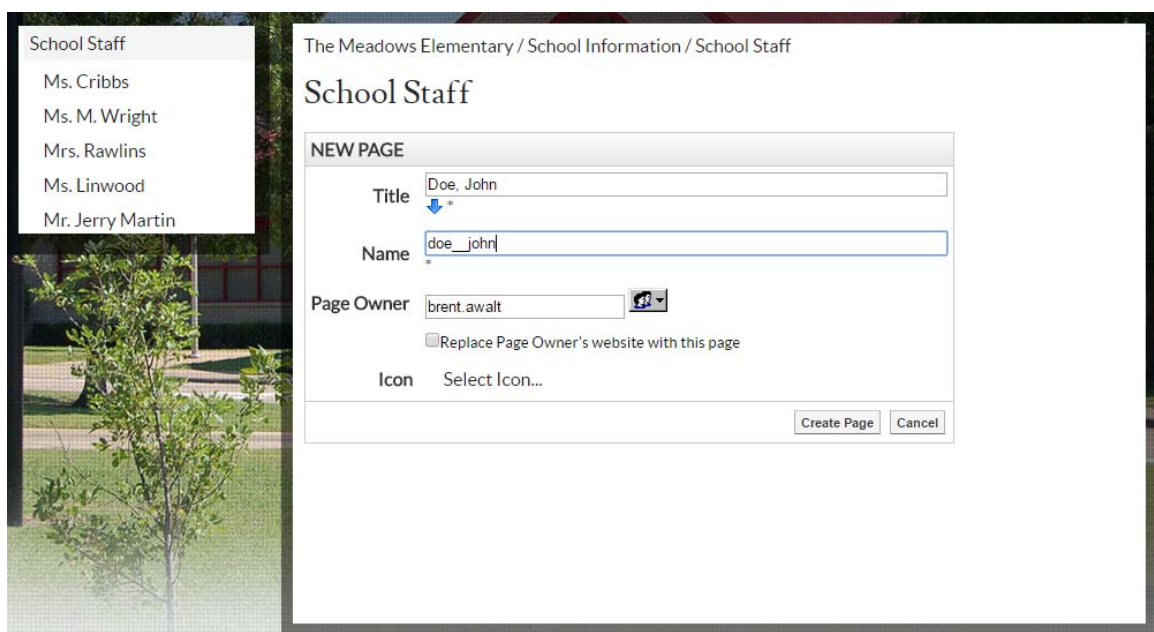 School Staff
Ms. Cribbs
Ms. M. Wright
Mrs. Rawlins
Ms. Linwood
Mr. Jerry Martin
The Meadows Elementary / School Information / School Staff
School Staff
NEW PAGE
Title Doe, John
*
Name doe__john
*
Page Owner brent.awalt
Replace Page Owner's website with this page
Icon Select Icon...
Create Page Cancel